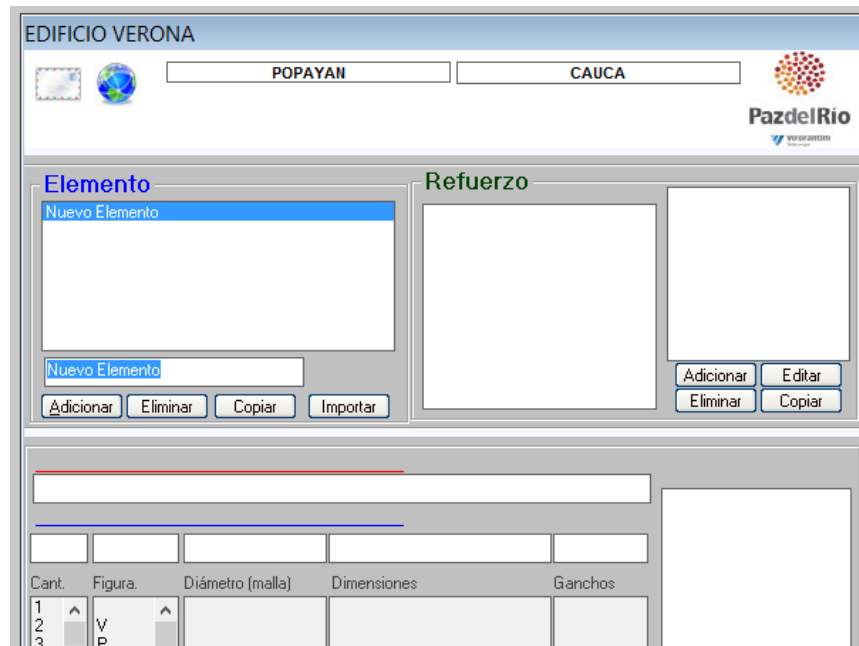 EDIFICIO VERONA
POPAYAN CAUCA
PazdelRío
Votorantim
Elemento Refuerzo
Nuevo Elemento
Nuevo Elemento
Adicionar Editar
Adicionar Eliminar Copiar Importar Eliminar Copiar
Cant. Figura. Diámetro (malla) Dimensiones Ganchos
1
2 V
3 P